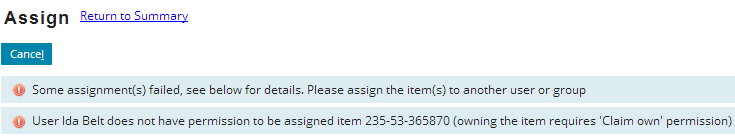 Assign Return to Summary
Cancel
Some assignment(s) failed, see below for details. Please assign the item(s) to another user or group
User Ida Belt does not have permission to be assigned item 235-53-365870 (owning the item requires 'Claim own' permission)